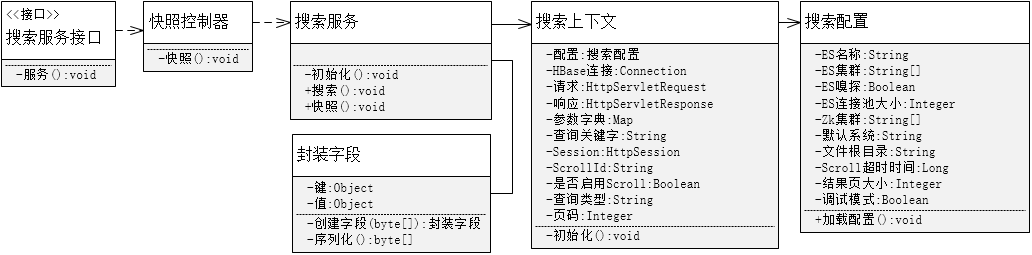 <<接口>>
搜索服务接口
-服务():void
快照控制器
-快照():void
搜索服务
-初始化():void
+搜索():void
+快照():void
封装字段
-键:Object
-值:Object
-创建字段(byte[]):封装字段
-序列化():byte[]
搜索上下文
-配置:搜索配置
-HBase连接:Connection
-请求:HttpServletRequest
-响应:HttpServletResponse
-参数字典:Map
-查询关键字:String
-Session:HttpSession
-ScrollId:String
-是否启用Scroll:Boolean
-查询类型:String
-页码:Integer
-初始化():void
搜索配置
-ES名称:String
-ES集群:String[]
-ES嗅探:Boolean
-ES连接池大小:Integer
-Zk集群:String[]
-默认系统:String
-文件根目录:String
-Scroll超时时间:Long
-结果页大小:Integer
-调试模式:Boolean
+加载配置():void